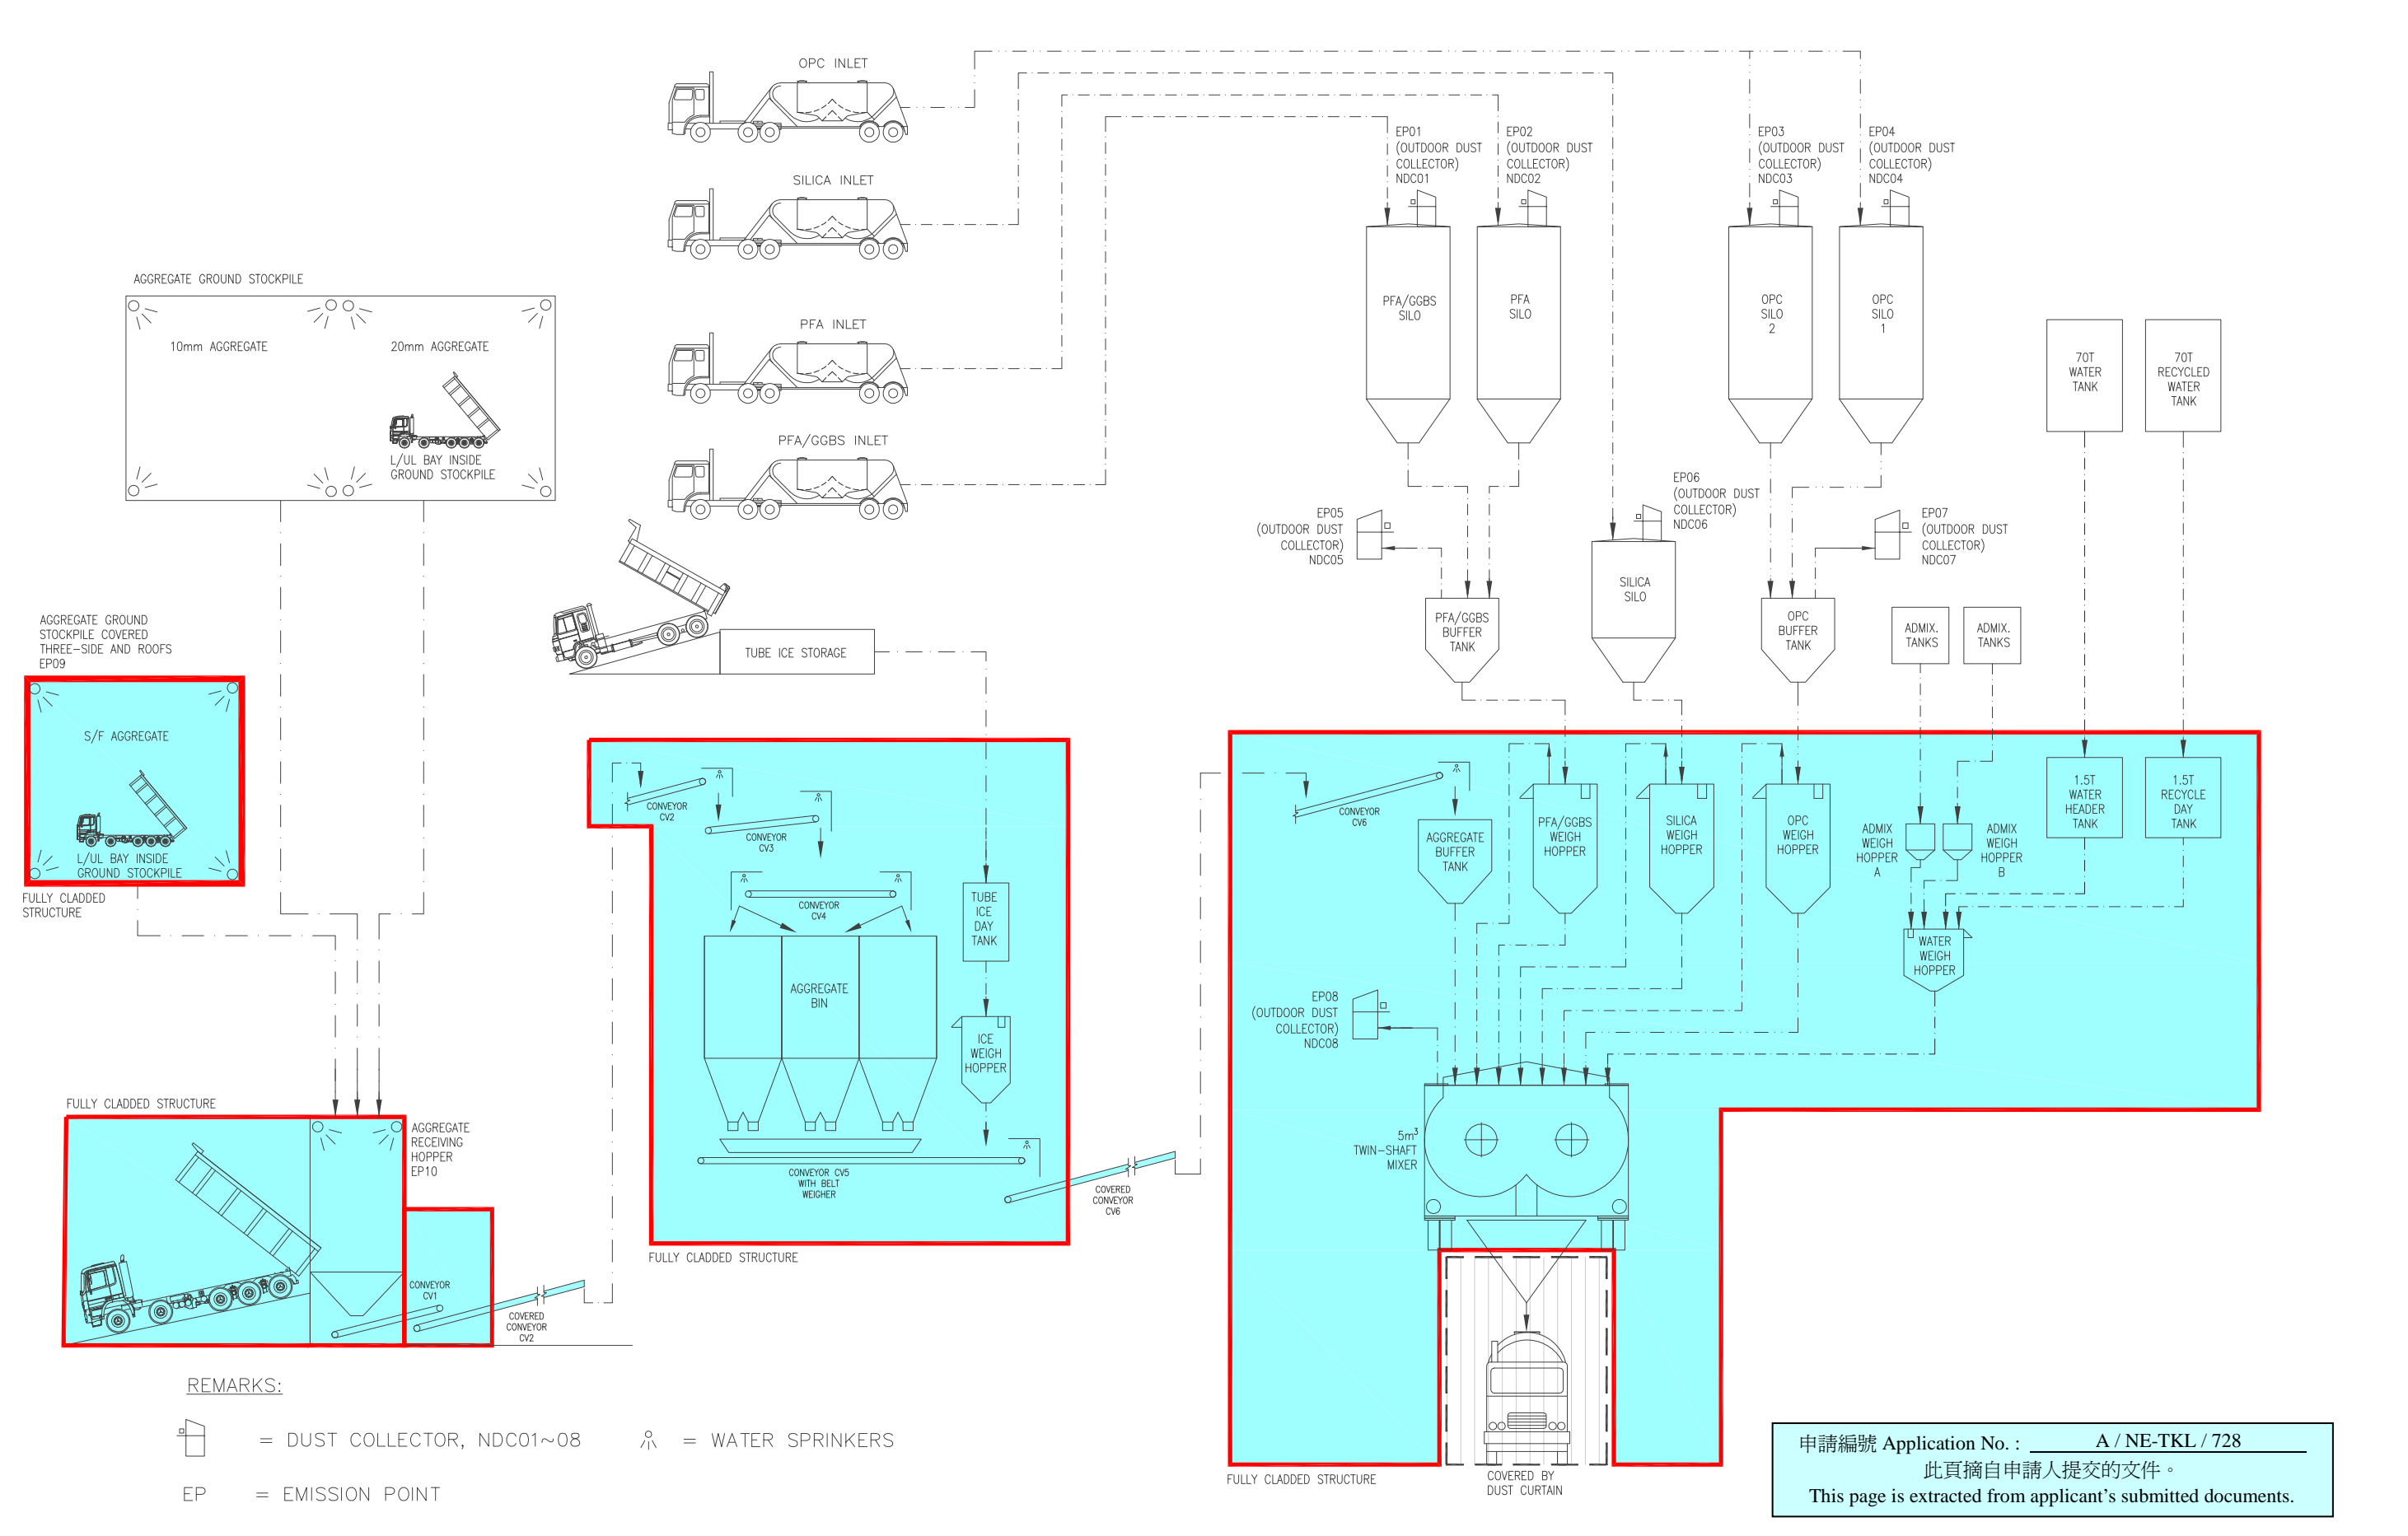 OPC INLET
SILICA INLET
PFA INLET
PFA/GGBS INLET
EP01
(OUTDOOR DUST
COLLECTOR)
NDC01
EP02
(OUTDOOR DUST
COLLECTOR)
NDC02
EP03
(OUTDOOR DUST
COLLECTOR)
NDC03
EP04
(OUTDOOR DUST
COLLECTOR)
NDC04
PFA/GGBS
SILO
PFA
SILO
OPC
SILO
2
OPC
SILO
1
70T
WATER
TANK
70T
RECYCLED
WATER
TANK
AGGREGATE GROUND STOCKPILE
10mm AGGREGATE
20mm AGGREGATE
L/UL BAY INSIDE
GROUND STOCKPILE
EP05
(OUTDOOR DUST
COLLECTOR)
NDC05
EP06
(OUTDOOR DUST
COLLECTOR)
NDC06
EP07
(OUTDOOR DUST
COLLECTOR)
NDC07
PFA/GGBS
BUFFER
TANK
SILICA
SILO
OPC
BUFFER
TANK
ADMIX.
TANKS
ADMIX.
TANKS
TUBE ICE STORAGE
AGGREGATE GROUND
STOCKPILE COVERED
THREE-SIDE AND ROOFS
EP09
S/F AGGREGATE
L/UL BAY INSIDE
GROUND STOCKPILE
FULLY CLADDED
STRUCTURE
CONVEYOR
CV2
CONVEYOR
CV3
CONVEYOR
CV4
AGGREGATE
BIN
TUBE
ICE
DAY
TANK
ICE
WEIGH
HOPPER
CONVEYOR CV5
WITH BELT
WEIGHER
FULLY CLADDED STRUCTURE
COVERED
CONVEYOR
CV6
CONVEYOR
CV6
AGGREGATE
BUFFER
TANK
PFA/GGBS
WEIGH
HOPPER
SILICA
WEIGH
HOPPER
OPC
WEIGH
HOPPER
ADMIX
WEIGH
HOPPER
A
ADMIX
WEIGH
HOPPER
B
1.5T
WATER
HEADER
TANK
1.5T
RECYCLE
DAY
TANK
WATER
WEIGH
HOPPER
EP08
(OUTDOOR DUST
COLLECTOR)
NDC08
5m³
TWIN-SHAFT
MIXER
FULLY CLADDED STRUCTURE
AGGREGATE
RECEIVING
HOPPER
EP10
CONVEYOR
CV1
COVERED
CONVEYOR
CV2
FULLY CLADDED STRUCTURE
COVERED BY
DUST CURTAIN
REMARKS:
= DUST COLLECTOR, NDC01~08
= WATER SPRINKERS
EP = EMISSION POINT
申請編號 Application No. : A / NE-TKL / 728
此頁摘自申請人提交的文件。
This page is extracted from applicant's submitted documents.